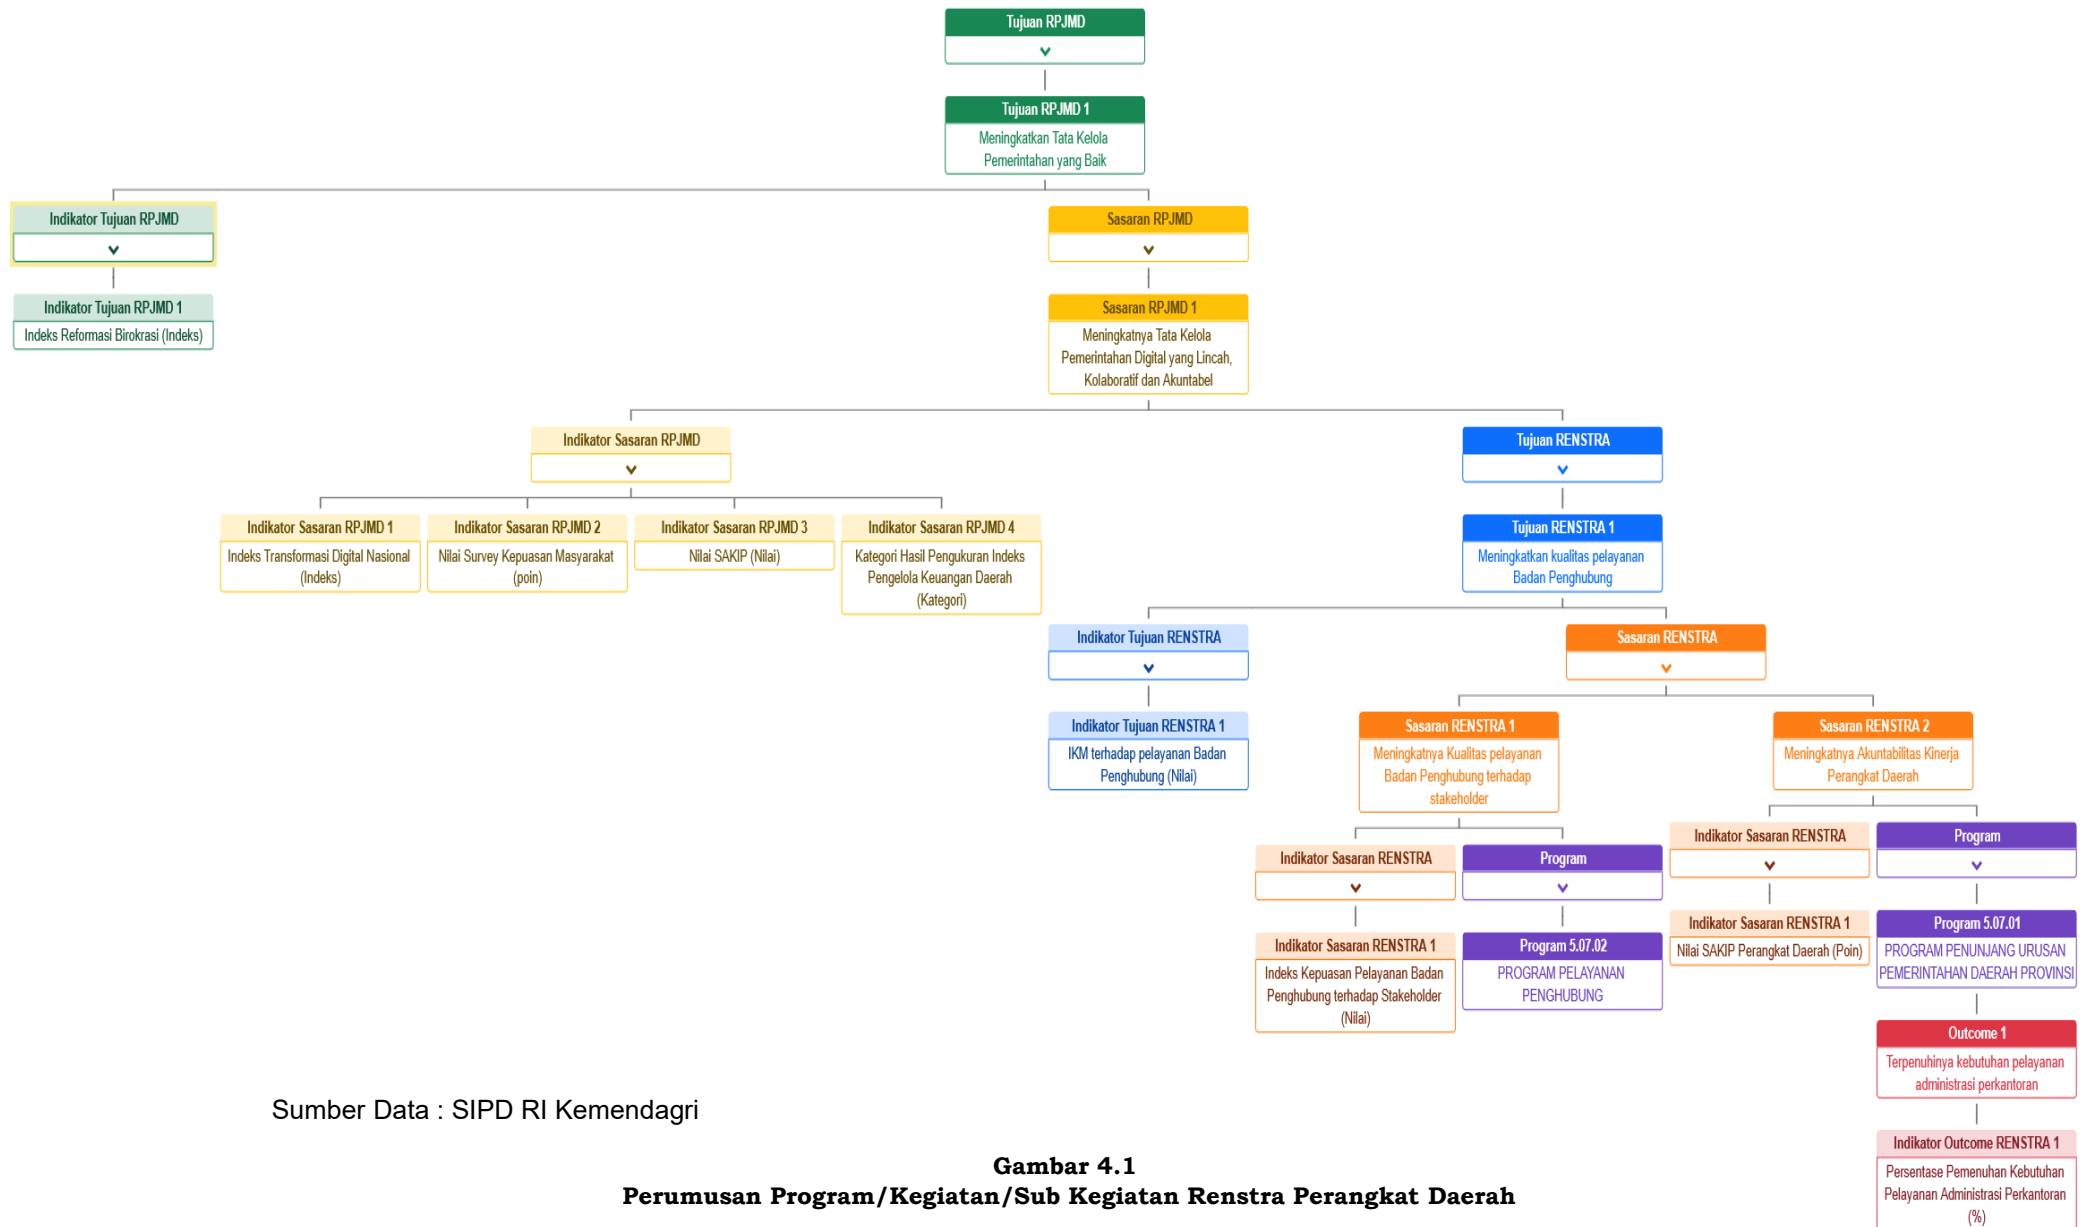 Tujuan RPJMD
Tujuan RPJMD 1
Meningkatkan Tata Kelola
Pemerintahan yang Baik
Indikator Tujuan RPJMD
Indikator Tujuan RPJMD 1
Indeks Reformasi Birokrasi (Indeks)
Sasaran RPJMD
Sasaran RPJMD 1
Meningkatnya Tata Kelola
Pemerintahan Digital yang Lincah,
Kolaboratif dan Akuntabel
Indikator Sasaran RPJMD
Indikator Sasaran RPJMD 1
Indeks Transformasi Digital Nasional
(Indeks)
Indikator Sasaran RPJMD 2
Nilai Survey Kepuasan Masyarakat
(poin)
Indikator Sasaran RPJMD 3
Nilai SAKIP (Nilai)
Indikator Sasaran RPJMD 4
Kategori Hasil Pengukuran Indeks
Pengelola Keuangan Daerah
(Kategori)
Tujuan RENSTRA
Tujuan RENSTRA 1
Meningkatkan kualitas pelayanan
Badan Penghubung
Indikator Tujuan RENSTRA
Indikator Tujuan RENSTRA 1
IKM terhadap pelayanan Badan
Penghubung (Nilai)
Sasaran RENSTRA
Sasaran RENSTRA 1
Meningkatnya Kualitas pelayanan
Badan Penghubung terhadap
stakeholder
Indikator Sasaran RENSTRA
Indikator Sasaran RENSTRA 1
Indeks Kepuasan Pelayanan Badan
Penghubung terhadap Stakeholder
(Nilai)
Program
Program 5.07.02
PROGRAM PELAYANAN
PENGHUBUNG
Sasaran RENSTRA 2
Meningkatnya Akuntabilitas Kinerja
Perangkat Daerah
Indikator Sasaran RENSTRA
Indikator Sasaran RENSTRA 1
Nilai SAKIP Perangkat Daerah (Poin)
Program
Program 5.07.01
PROGRAM PENUNJANG URUSAN
PEMERINTAHAN DAERAH PROVINSI
Outcome 1
Terpenuhinya kebutuhan pelayanan
administrasi perkantoran
Indikator Outcome RENSTRA 1
Persentase Pemenuhan Kebutuhan
Pelayanan Administrasi Perkantoran
(%)
Sumber Data : SIPD RI Kemendagri
Gambar 4.1
Perumusan Program/Kegiatan/Sub Kegiatan Renstra Perangkat Daerah